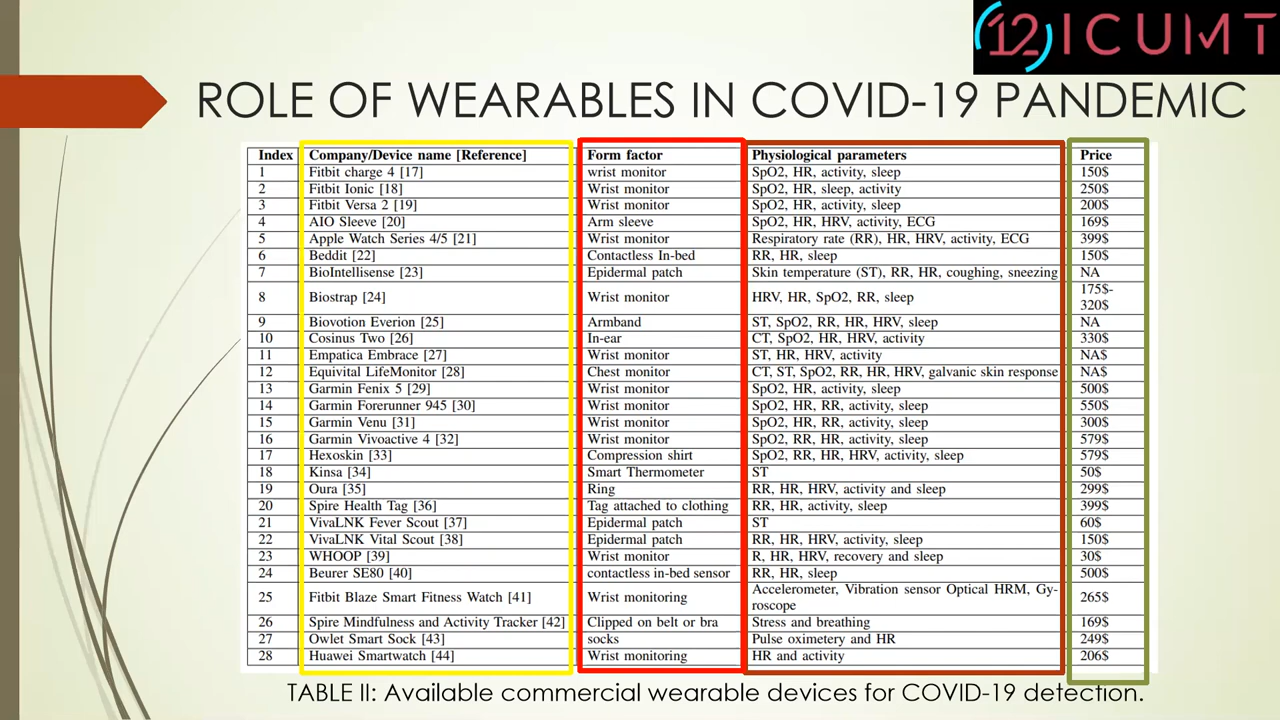 12 ICUMT
ROLE OF WEARABLES IN COVID-19 PANDEMIC
Index Company/Device name [Reference] Form factor Physiological parameters Price
1 Fitbit charge 4 [17] wrist monitor SpO2, HR, activity, sleep 150$
2 Fitbit Ionic [18] Wrist monitor SpO2, HR, sleep, activity 250$
3 Fitbit Versa 2 [19] Wrist monitor SpO2, HR, activity, sleep 200$
4 AIO Sleeve [20] Arm sleeve SpO2, HR, HRV, activity, ECG 169$
5 Apple Watch Series 4/5 [21] Wrist monitor Respiratory rate (RR), HR, HRV, activity, ECG 399$
6 Beddit [22] Contactless In-bed RR, HR, sleep 150$
7 BioIntellisense [23] Epidermal patch Skin temperature (ST), RR, HR, coughing, sneezing NA
8 Biostrap [24] Wrist monitor HRV, HR, SpO2, RR, sleep 175$-
320$
9 Biovotion Everion [25] Armband ST, SpO2, RR, HR, HRV, sleep NA
10 Cosinus Two [26] In-ear CT, SpO2, HR, HRV, activity 330$
11 Empatica Embrace [27] Wrist monitor ST, HR, HRV, activity NA$
12 Equivital LifeMonitor [28] Chest monitor CT, ST, SpO2, RR, HR, HRV, galvanic skin response NA$
13 Garmin Fenix 5 [29] Wrist monitor SpO2, HR, activity, sleep 500$
14 Garmin Forerunner 945 [30] Wrist monitor SpO2, HR, RR, activity, sleep 550$
15 Garmin Venu [31] Wrist monitor SpO2, RR, HR, activity, sleep 300$
16 Garmin Vivoactive 4 [32] Wrist monitor SpO2, RR, HR, activity, sleep 579$
17 Hexoskin [33] Compression shirt SpO2, RR, HR, HRV, activity, sleep 579$
18 Kinsa [34] Smart Thermometer ST 50$
19 Oura [35] Ring RR, HR, HRV, activity and sleep 299$
20 Spire Health Tag [36] Tag attached to clothing RR, HR, activity, sleep 399$
21 VivaLNK Fever Scout [37] Epidermal patch ST 60$
22 VivaLNK Vital Scout [38] Epidermal patch RR, HR, HRV, activity, sleep 150$
23 WHOOP [39] Wrist monitor R, HR, HRV, recovery and sleep 30$
24 Beurer SE80 [40] contactless in-bed sensor RR, HR, sleep 500$
25 Fitbit Blaze Smart Fitness Watch [41] Wrist monitoring Accelerometer, Vibration sensor Optical HRM, Gy- 265$
roscope
26 Spire Mindfulness and Activity Tracker [42] Clipped on belt or bra Stress and breathing 169$
27 Owlet Smart Sock [43] socks Pulse oximetery and HR 249$
28 Huawei Smartwatch [44] Wrist monitoring HR and activity 206$
TABLE II: Available commercial wearable devices for COVID-19 detection.